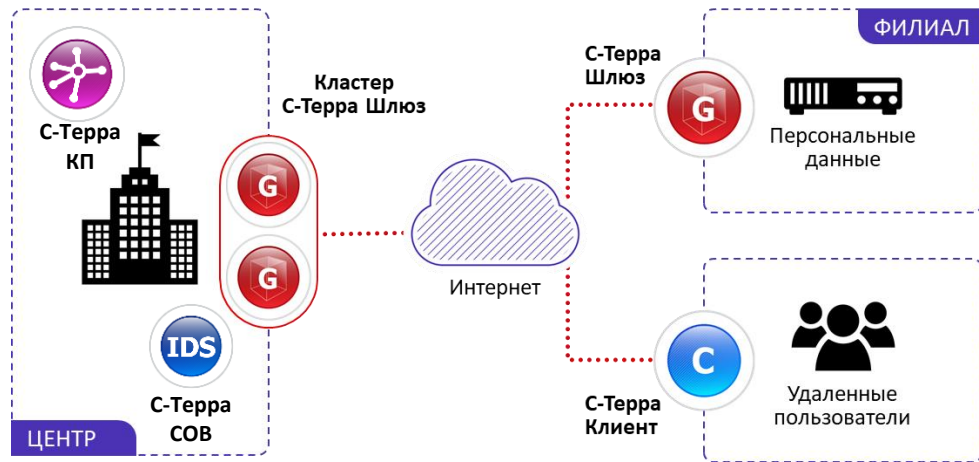 С-Терра
КП
Кластер
С-Терра Шлюз
G
G
IDS
С-Терра
СОВ
ЦЕНТР
Интернет
ФИЛИАЛ
С-Терра
Шлюз
G
Персональные
данные
C
С-Терра
Клиент
Удаленные
пользователи